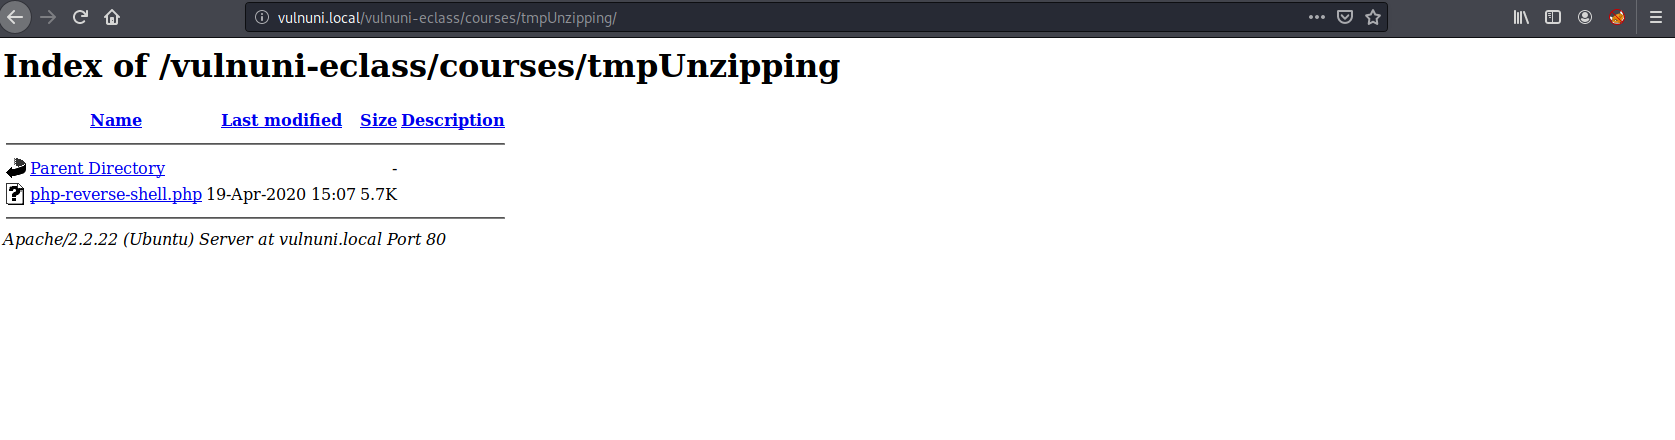 vulnuni.local/vulnuni-eclass/courses/tmpUnzipping/
Index of /vulnuni-eclass/courses/tmpUnzipping
Name Last modified Size Description
Parent Directory -
php-reverse-shell.php 19-Apr-2020 15:07 5.7K
Apache/2.2.22 (Ubuntu) Server at vulnuni.local Port 80